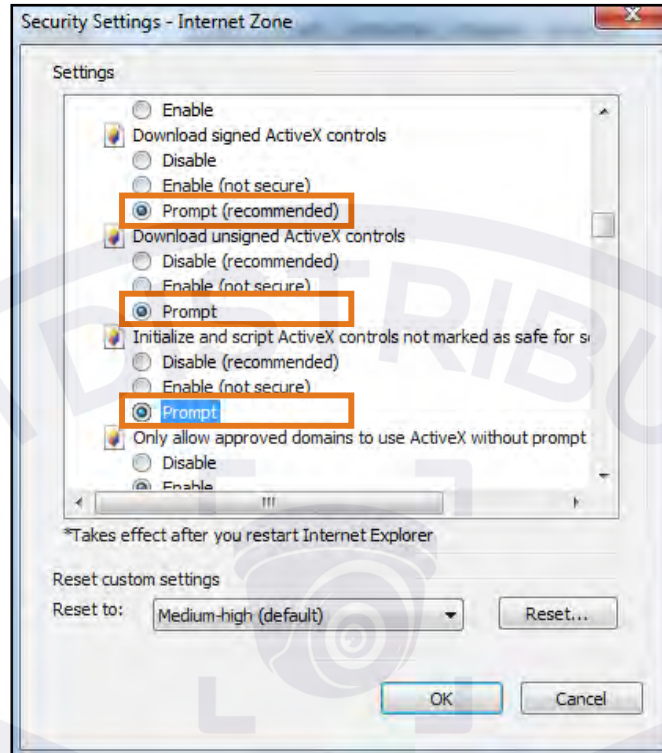 Security Settings - Internet Zone
Settings
Enable
Download signed ActiveX controls
Disable
Enable (not secure)
Prompt (recommended)
Download unsigned ActiveX controls
Disable (recommended)
Enable (not secure)
Prompt
Initialize and script ActiveX controls not marked as safe for
Disable (recommended)
Enable (not secure)
Prompt
Only allow approved domains to use ActiveX without prompt
Disable
Enable
*Takes effect after you restart Internet Explorer
Reset custom settings
Reset to:
Medium-high (default)
Reset...
OK
Cancel